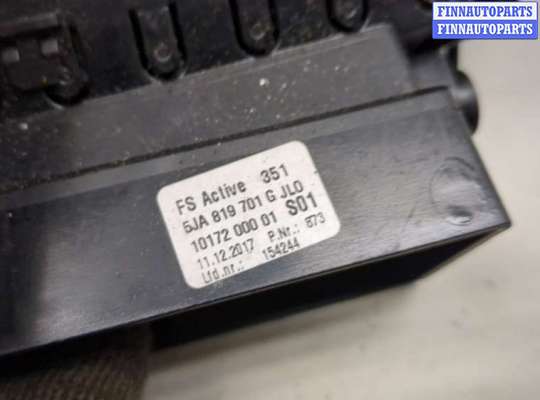 FINNAUTOPARTS
FINNAUTOPARTS
FS Active 351
5JA 819 701 G JL0
10172 000 01 S01
11.12.2017 P.Nr.: 873
Lfd.nr.: 154244